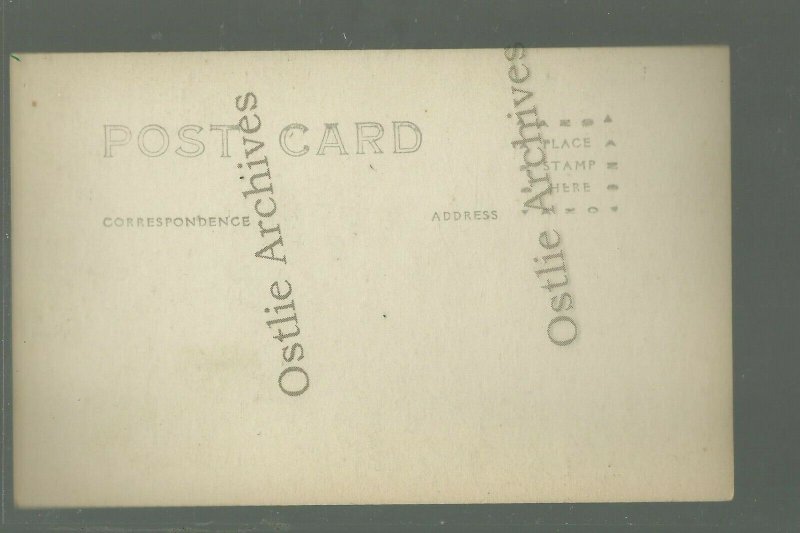 POST CARD
PLACE
STAMP
HERE
CORRESPONDENCE
ADDRESS
Ostlie Archives
Ostlie Archives